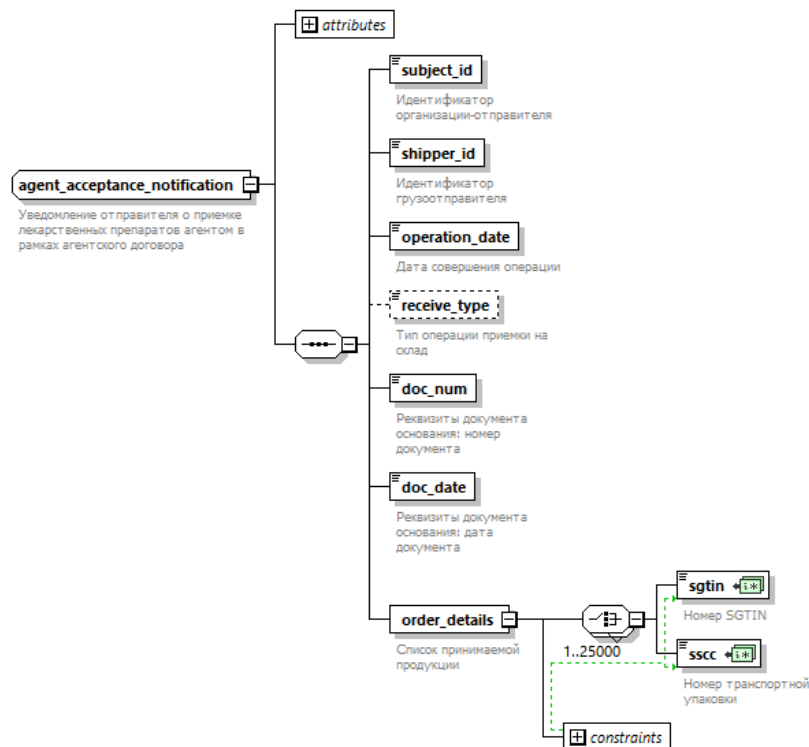 attributes
subject_id
Идентификатор
организации-отправителя
shipper_id
Идентификатор
грузоотправителя
agent_acceptance_notification
Уведомление отправителя о приемке
лекарственных препаратов агентом в
рамках агентского договора
operation_date
Дата совершения операции
receive_type
Тип операции приемки на
склад
doc_num
Реквизиты документа
основания: номер
документа
doc_date
Реквизиты документа
основания: дата
документа
order_details
Список принимаемой
продукции
1..25000
sgtin
Номер SGTIN
sscc
Номер транспортной
упаковки
constraints